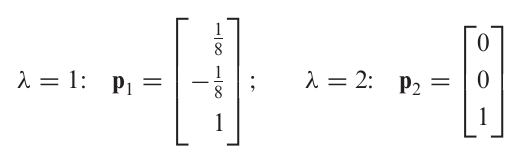 λ = 1: p₁ = [1/8; −1/8; 1]; λ = 2: p₂ = [0; 0; 1]